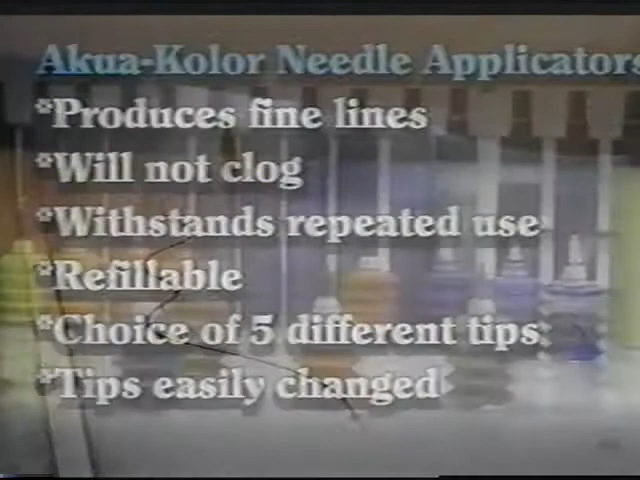 Akua-Kolor Needle Applicators
*Produces fine lines
*Will not clog
*Withstands repeated use
*Refillable
*Choice of 5 different tips
*Tips easily changed